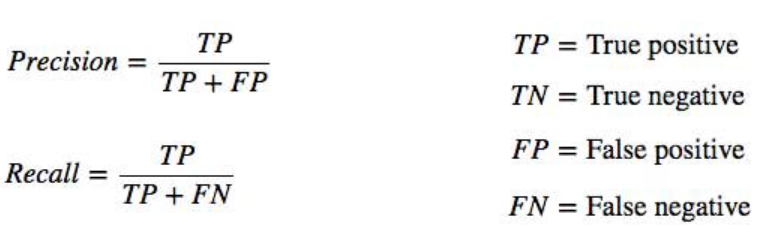 Precision = TP / TP + FP
Recall = TP / TP + FN
TP = True positive
TN = True negative
FP = False positive
FN = False negative